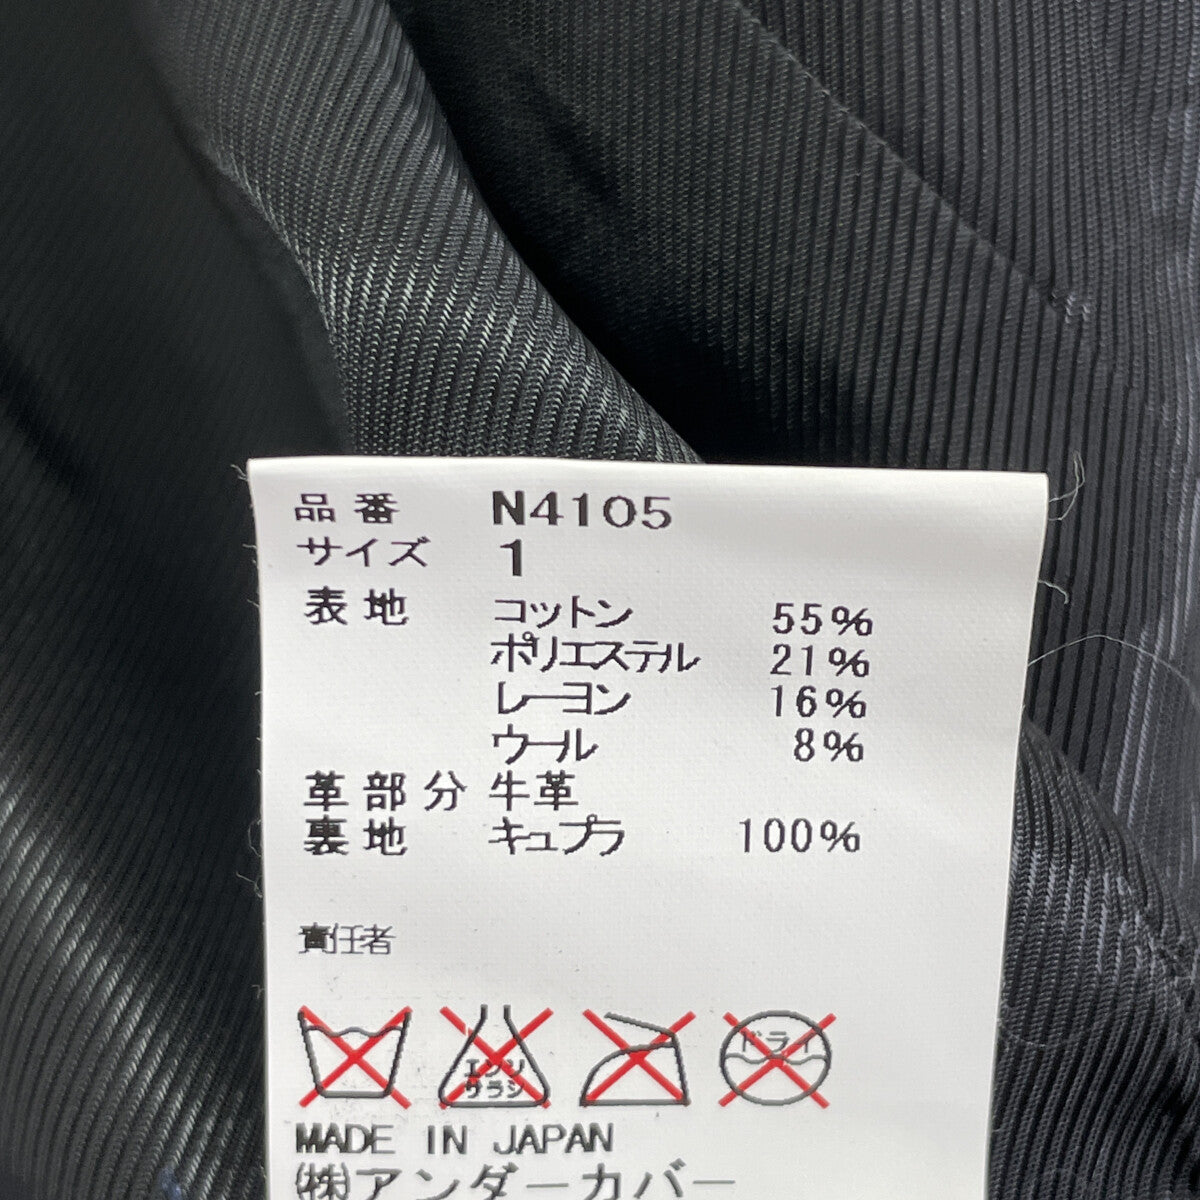 品番 N4105
サイズ 1
表地 コットン 55%
ポリエステル 21%
レーヨン 16%
ウール 8%
革部分 牛革
裏地 キュプラ 100%
責任者
エンソ
サラシ
ドライ
MADE IN JAPAN
(株)アンダーカバー